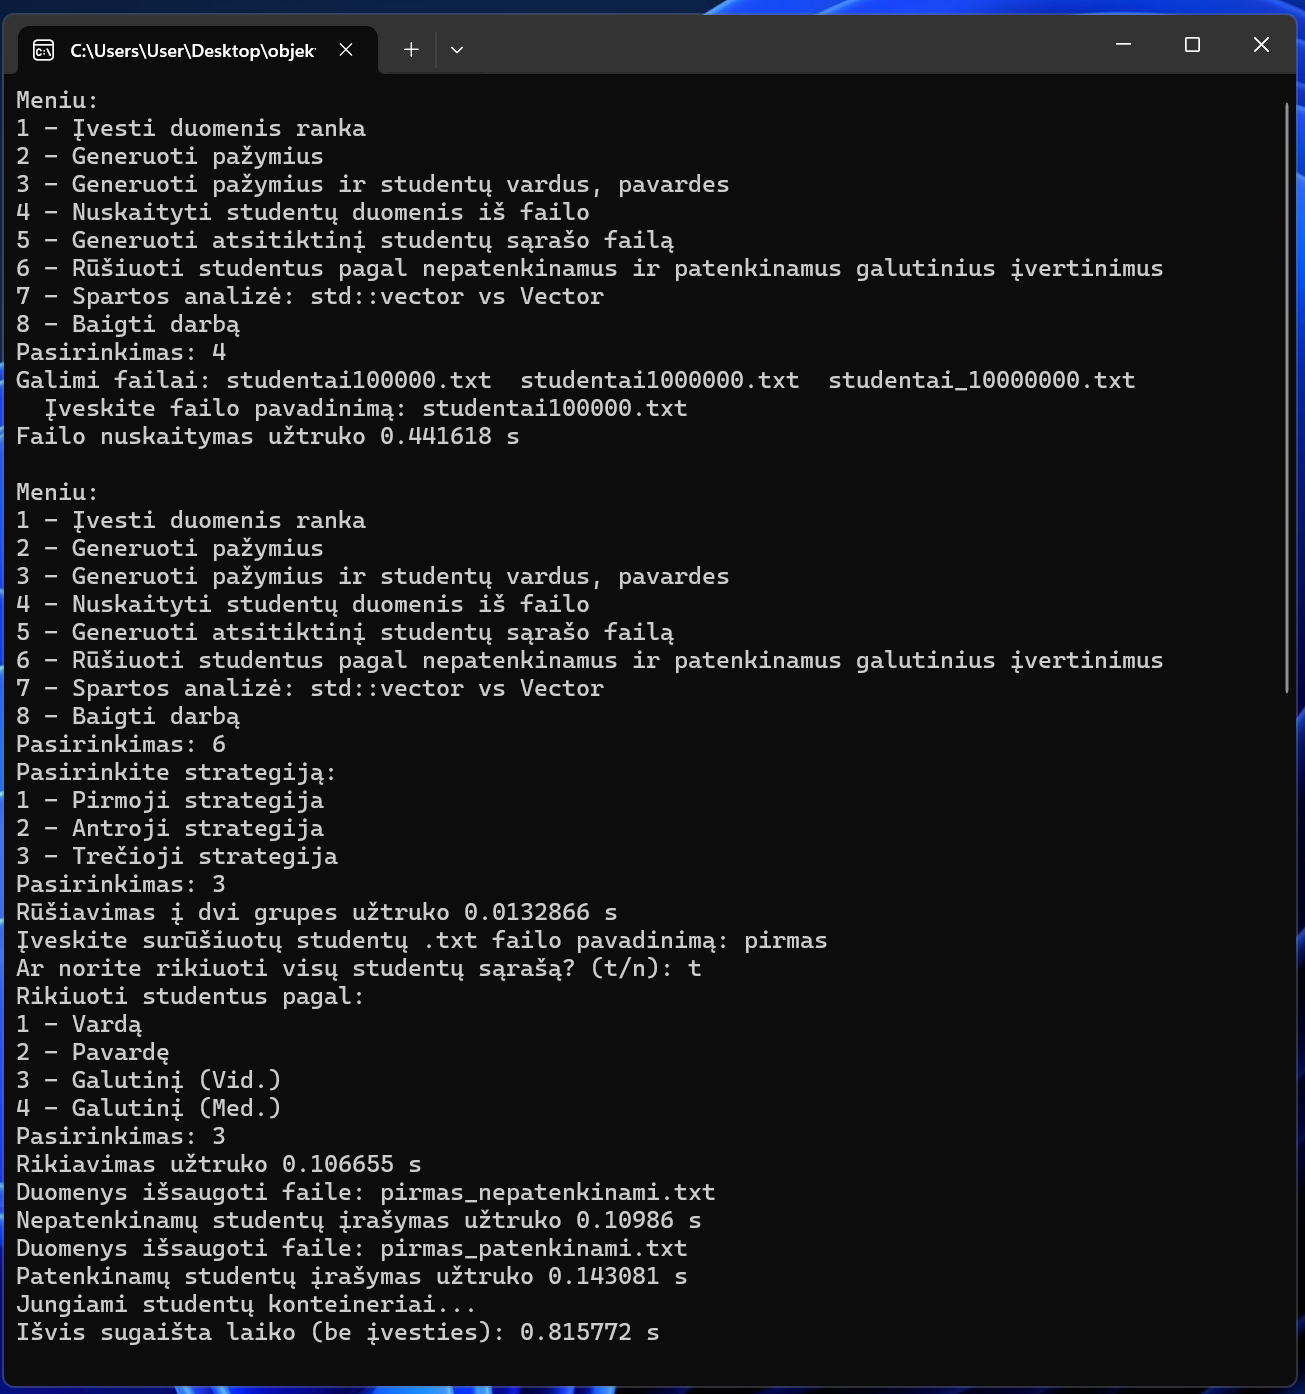 C:\Users\User\Desktop\objek
Meniu:
1 - Įvesti duomenis ranka
2 - Generuoti pažymius
3 - Generuoti pažymius ir studentų vardus, pavardes
4 - Nuskaityti studentų duomenis iš failo
5 - Generuoti atsitiktinį studentų sąrašo failą
6 - Rūšiuoti studentus pagal nepatenkinamus ir patenkinamus galutinius įvertinimus
7 - Spartos analizė: std::vector vs Vector
8 - Baigti darbą
Pasirinkimas: 4
Galimi failai: studentai100000.txt  studentai1000000.txt  studentai_10000000.txt
  Įveskite failo pavadinimą: studentai100000.txt
Failo nuskaitymas užtruko 0.441618 s
Meniu:
1 - Įvesti duomenis ranka
2 - Generuoti pažymius
3 - Generuoti pažymius ir studentų vardus, pavardes
4 - Nuskaityti studentų duomenis iš failo
5 - Generuoti atsitiktinį studentų sąrašo failą
6 - Rūšiuoti studentus pagal nepatenkinamus ir patenkinamus galutinius įvertinimus
7 - Spartos analizė: std::vector vs Vector
8 - Baigti darbą
Pasirinkimas: 6
Pasirinkite strategiją:
1 - Pirmoji strategija
2 - Antroji strategija
3 - Trečioji strategija
Pasirinkimas: 3
Rūšiavimas į dvi grupes užtruko 0.0132866 s
Įveskite surūšiuotų studentų .txt failo pavadinimą: pirmas
Ar norite rikiuoti visų studentų sąrašą? (t/n): t
Rikiuoti studentus pagal:
1 - Vardą
2 - Pavardę
3 - Galutinį (Vid.)
4 - Galutinį (Med.)
Pasirinkimas: 3
Rikiavimas užtruko 0.106655 s
Duomenys išsaugoti faile: pirmas_nepatenkinami.txt
Nepatenkinamų studentų įrašymas užtruko 0.10986 s
Duomenys išsaugoti faile: pirmas_patenkinami.txt
Patenkinamų studentų įrašymas užtruko 0.143081 s
Jungiami studentų konteineriai...
Išvis sugaišta laiko (be įvesties): 0.815772 s